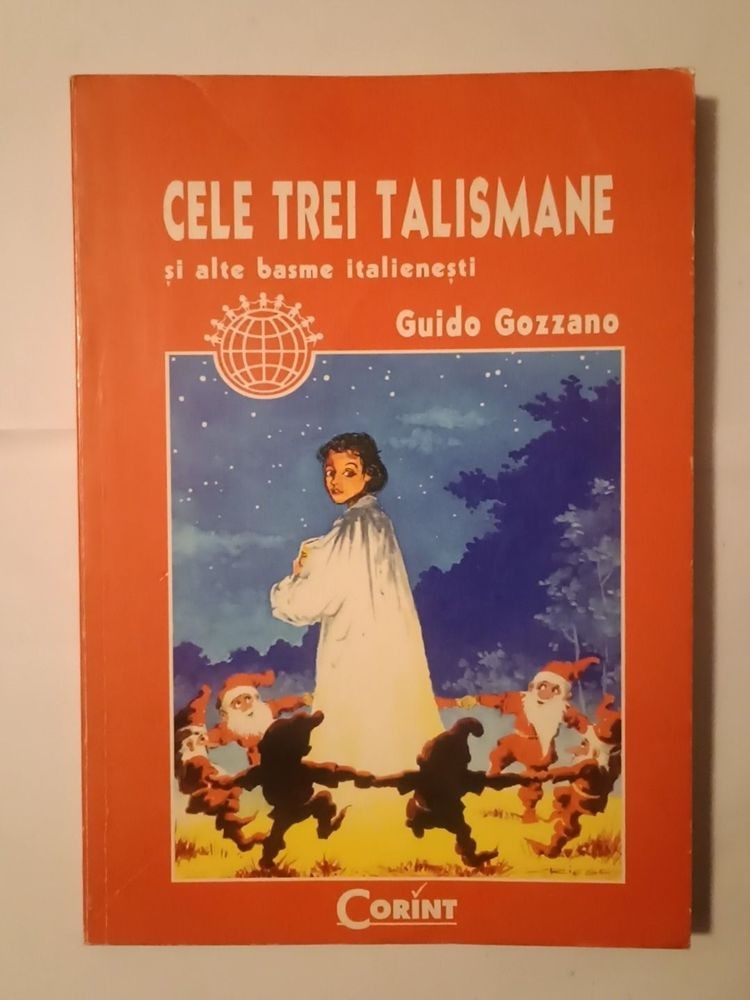 CELE TREI TALISMANE
și alte basme italienești
Guido Gozzano
CORINT